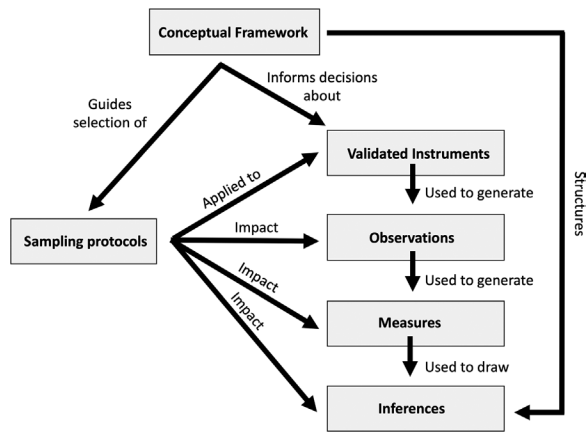 Conceptual Framework
Informs decisions
about
Guides
selection of
Validated Instruments
Applied to
Used to generate
Structures
Sampling protocols
Impact
Observations
Used to generate
Impact
Impact
Measures
Used to draw
Inferences